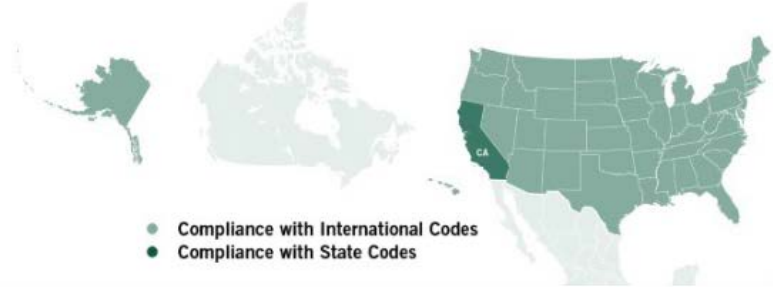 CA
Compliance with International Codes
Compliance with State Codes